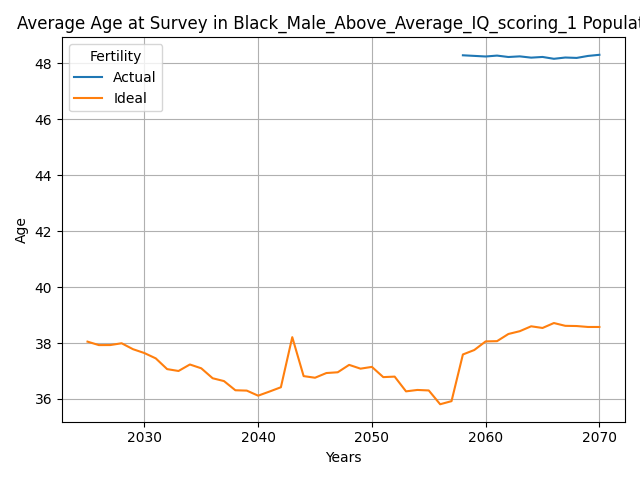 Average Age at Survey in Black_Male_Above_Average_IQ_scoring_1 Populat
Fertility
Actual
Ideal
48
46
44
42
40
38
36
Age
2030
2040
2050
2060
2070
Years